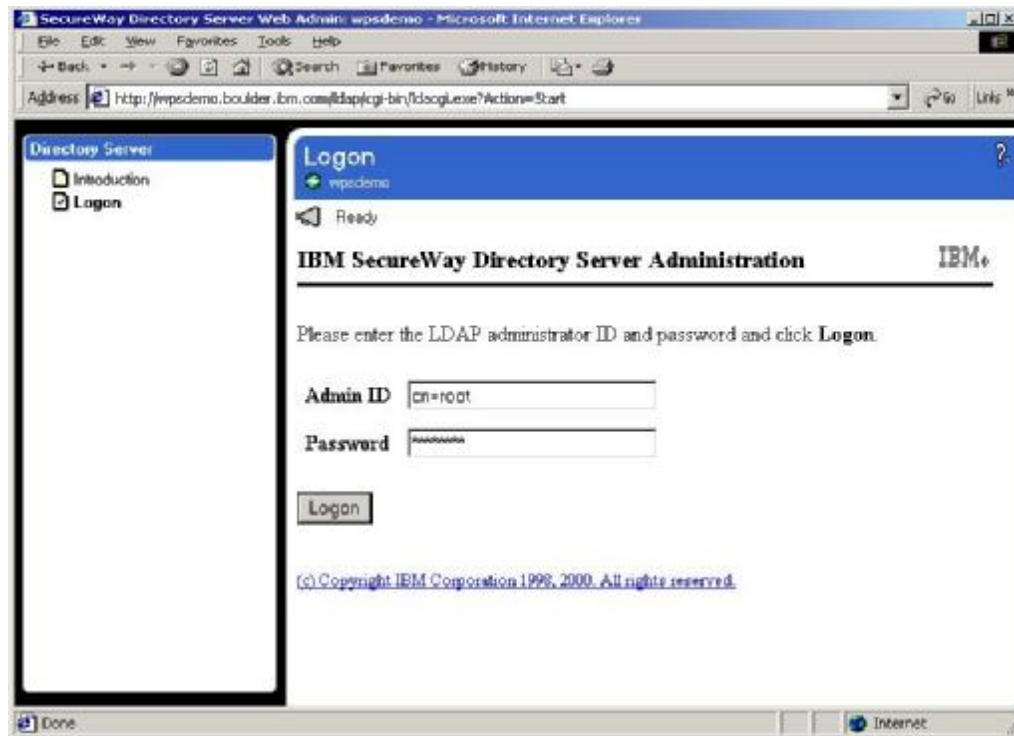 SecureWay Directory Server Web Admin: wpsdemo - Microsoft Internet Explorer
File Edit View Favorites Tools Help
Back Search Favorites History
Address http://wpsdemo.boulder.ibm.com/ldap/cgi-bin/ldacgi.exe?Action=Start Go Links »
Directory Server
Introduction
Logon
Logon
wpsdemo
?
Ready
IBM SecureWay Directory Server Administration
IBM
Please enter the LDAP administrator ID and password and click Logon.
Admin ID cn=root
Password ********
Logon
(c) Copyright IBM Corporation 1998, 2000. All rights reserved.
Done Internet